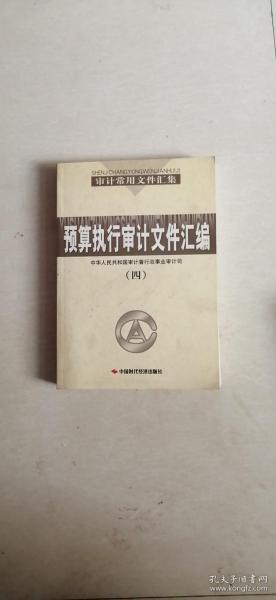 SHENJICHANGYONGWENJIANHUIJI
审计常用文件汇集
预算执行审计文件汇编
中华人民共和国审计署行政事业审计司
（四）
CA
中国时代经济出版社
孔夫子旧书网